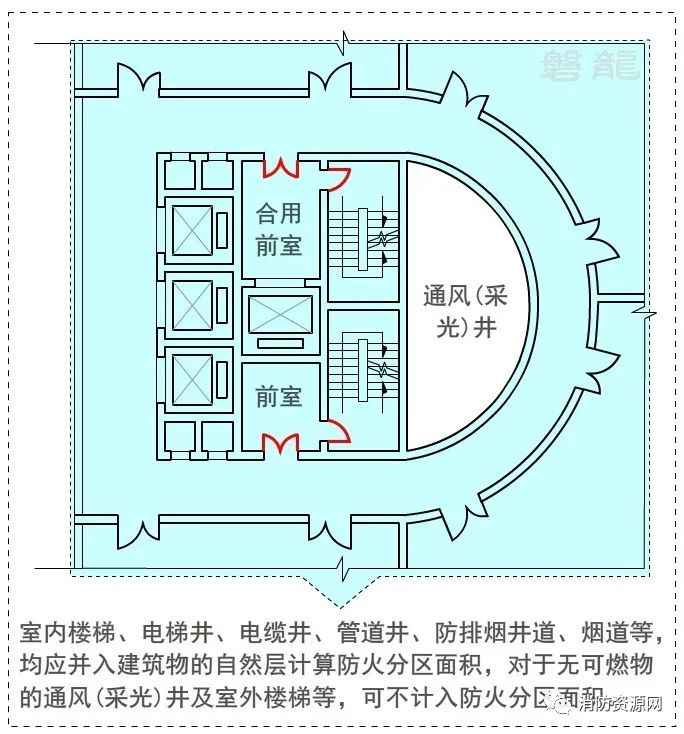 磐龍
合用
前室
通风(采
光)井
前室
室内楼梯、电梯井、电缆井、管道井、防排烟井道、烟道等，
均应并入建筑物的自然层计算防火分区面积，对于无可燃物
的通风(采光)井及室外楼梯等，可不计入防火分区面积
消防资源网